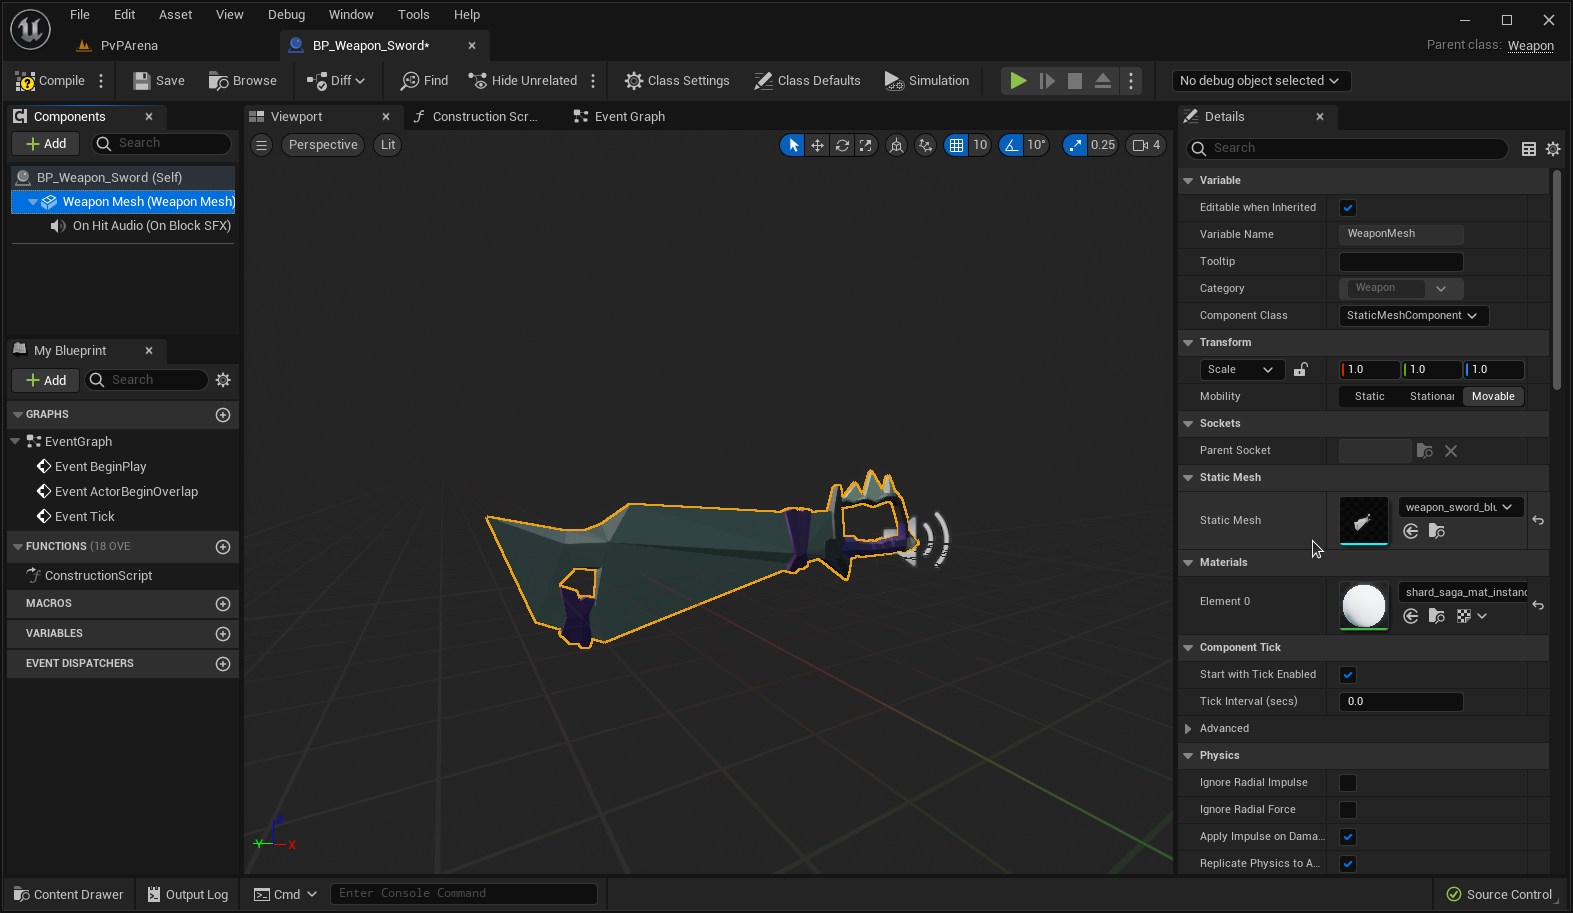 File Edit Asset View Debug Window Tools Help
PvPArena
BP_Weapon_Sword*
Parent class: Weapon
Compile
Save
Browse
Diff
Find
Hide Unrelated
Class Settings
Class Defaults
Simulation
No debug object selected
Components
Add
Search
BP_Weapon_Sword (Self)
Weapon Mesh (Weapon Mesh)
On Hit Audio (On Block SFX)
My Blueprint
Add
Search
GRAPHS
EventGraph
Event BeginPlay
Event ActorBeginOverlap
Event Tick
FUNCTIONS (18 OVE
ConstructionScript
MACROS
VARIABLES
EVENT DISPATCHERS
Viewport
Construction Scr...
Event Graph
Perspective
Lit
10
10°
0.25
4
Y
X
Details
Search
Variable
Editable when Inherited
Variable Name WeaponMesh
Tooltip
Category Weapon
Component Class StaticMeshComponent
Transform
Scale 1.0 1.0 1.0
Mobility Static Stationar Movable
Sockets
Parent Socket
Static Mesh
Static Mesh weapon_sword_blu
Materials
Element 0 shard_saga_mat_instanc
Component Tick
Start with Tick Enabled
Tick Interval (secs) 0.0
Advanced
Physics
Ignore Radial Impulse
Ignore Radial Force
Apply Impulse on Dama...
Replicate Physics to A...
Content Drawer
Output Log
Cmd
Enter Console Command
Source Control